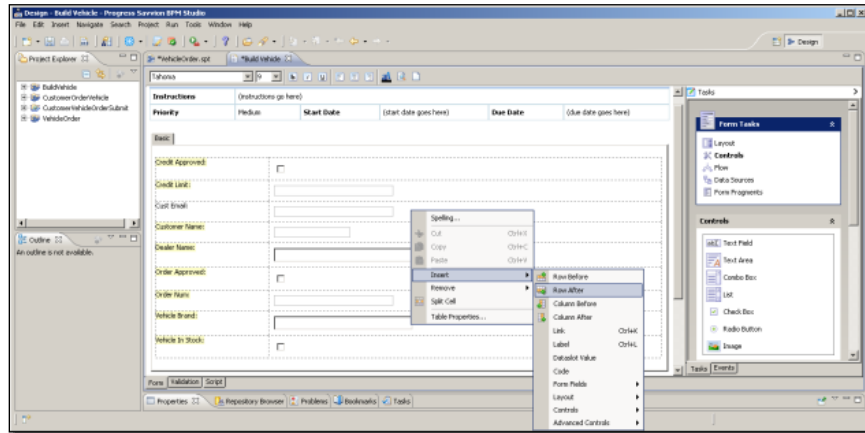 Design - Build Vehicle - Progress Savvion BPM Studio
File Edit Insert Navigate Search Project Run Tools Window Help
Design
Project Explorer
*VehicleOrder.spt
*Build Vehicle
BuildVehicle
CustomerOrderVehicle
CustomerVehicleOrderSubmit
VehicleOrder
Tahoma 9
Instructions (instructions go here)
Priority Medium Start Date (start date goes here) Due Date (due date goes here)
Basic
Credit Approved:
Credit Limit:
Cust Email:
Customer Name:
Dealer Name:
Order Approved:
Order Num:
Vehicle Brand:
Vehicle In Stock:
Outline
An outline is not available.
Spelling...
Cut Ctrl+X
Copy Ctrl+C
Paste Ctrl+V
Insert
Remove
Split Cell
Table Properties...
Row Before
Row After
Column Before
Column After
Link Ctrl+K
Label Ctrl+L
Dataslot Value
Code
Form Fields
Layout
Controls
Advanced Controls
Tasks
Form Tasks
Layout
Controls
Flow
Data Sources
Form Fragments
Controls
Text Field
Text Area
Combo Box
List
Check Box
Radio Button
Image
Tasks Events
Form Validation Script
Properties Repository Browser Problems Bookmarks Tasks